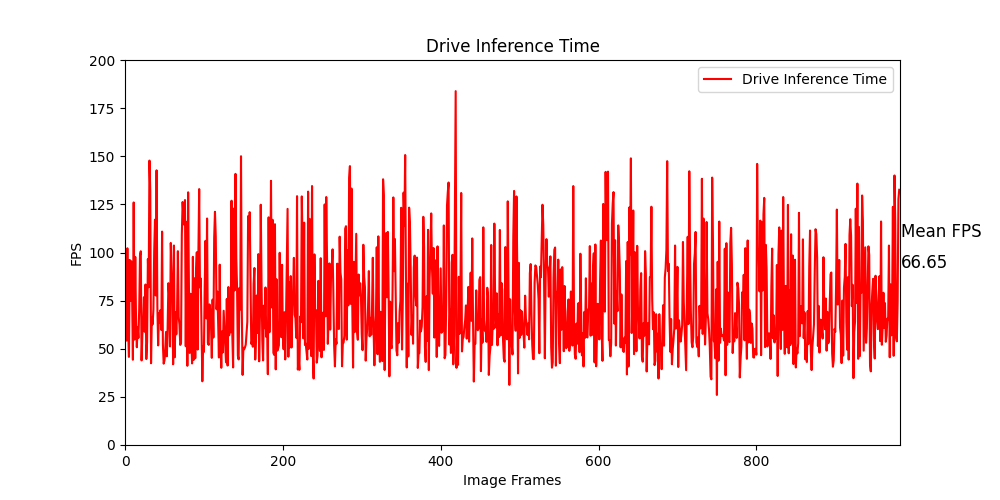 Drive Inference Time
Drive Inference Time
FPS
200
175
150
125
100
75
50
25
0
0 200 400 600 800
Image Frames
Mean FPS
66.65